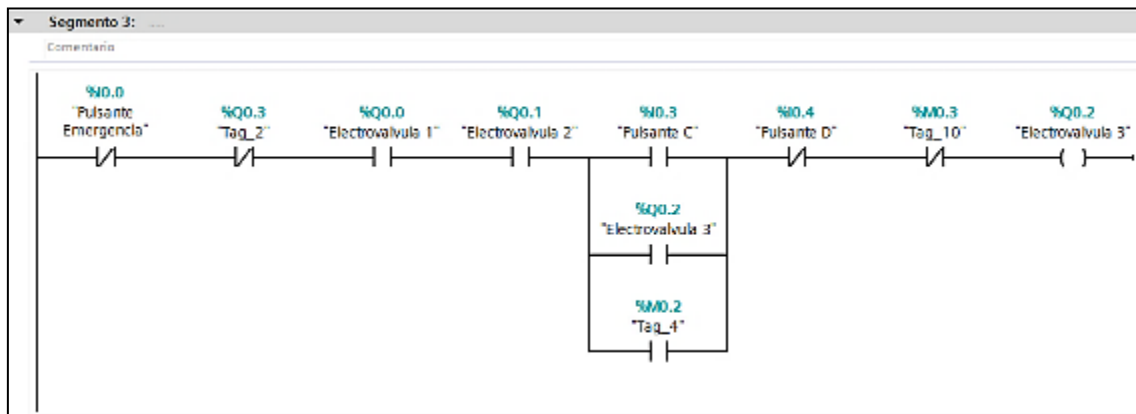 Segmento 3: ....
Comentario
%I0.0
"Pulsante
Emergencia"
%Q0.3
"Tag_2"
%Q0.0
"Electrovalvula 1"
%Q0.1
"Electrovalvula 2"
%I0.3
"Pulsante C"
%I0.4
"Pulsante D"
%M0.3
"Tag_10"
%Q0.2
"Electrovalvula 3"
%Q0.2
"Electrovalvula 3"
%M0.2
"Tag_4"